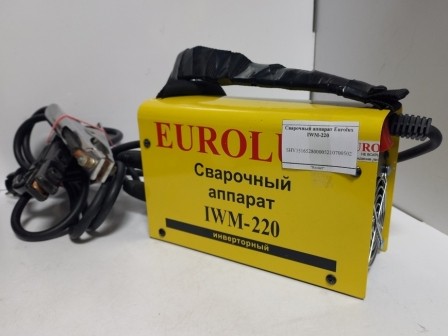 EUROLU
Сварочный
аппарат
IWM-220
инверторный
Сварочный аппарат Eurolux
IWM-220